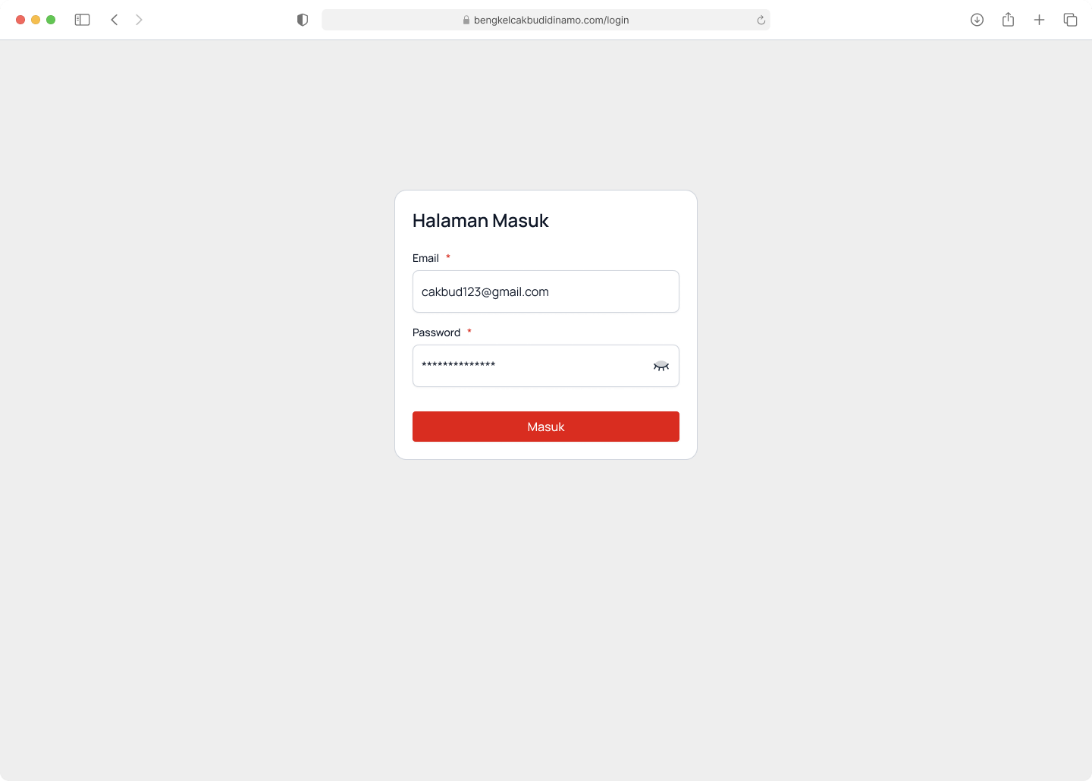 bengkelcakbudidinamo.com/login
Halaman Masuk
Email *
cakbud123@gmail.com
Password *
**************
Masuk